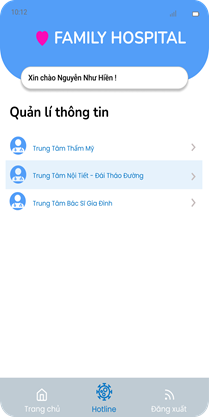 10:12
FAMILY HOSPITAL
Xin chào Nguyễn Như Hiền !
Quản lí thông tin
Trung Tâm Thẩm Mỹ
Trung Tâm Nội Tiết - Đái Tháo Đường
Trung Tâm Bác Sĩ Gia Đình
Trang chủ
Hotline
Đăng xuất